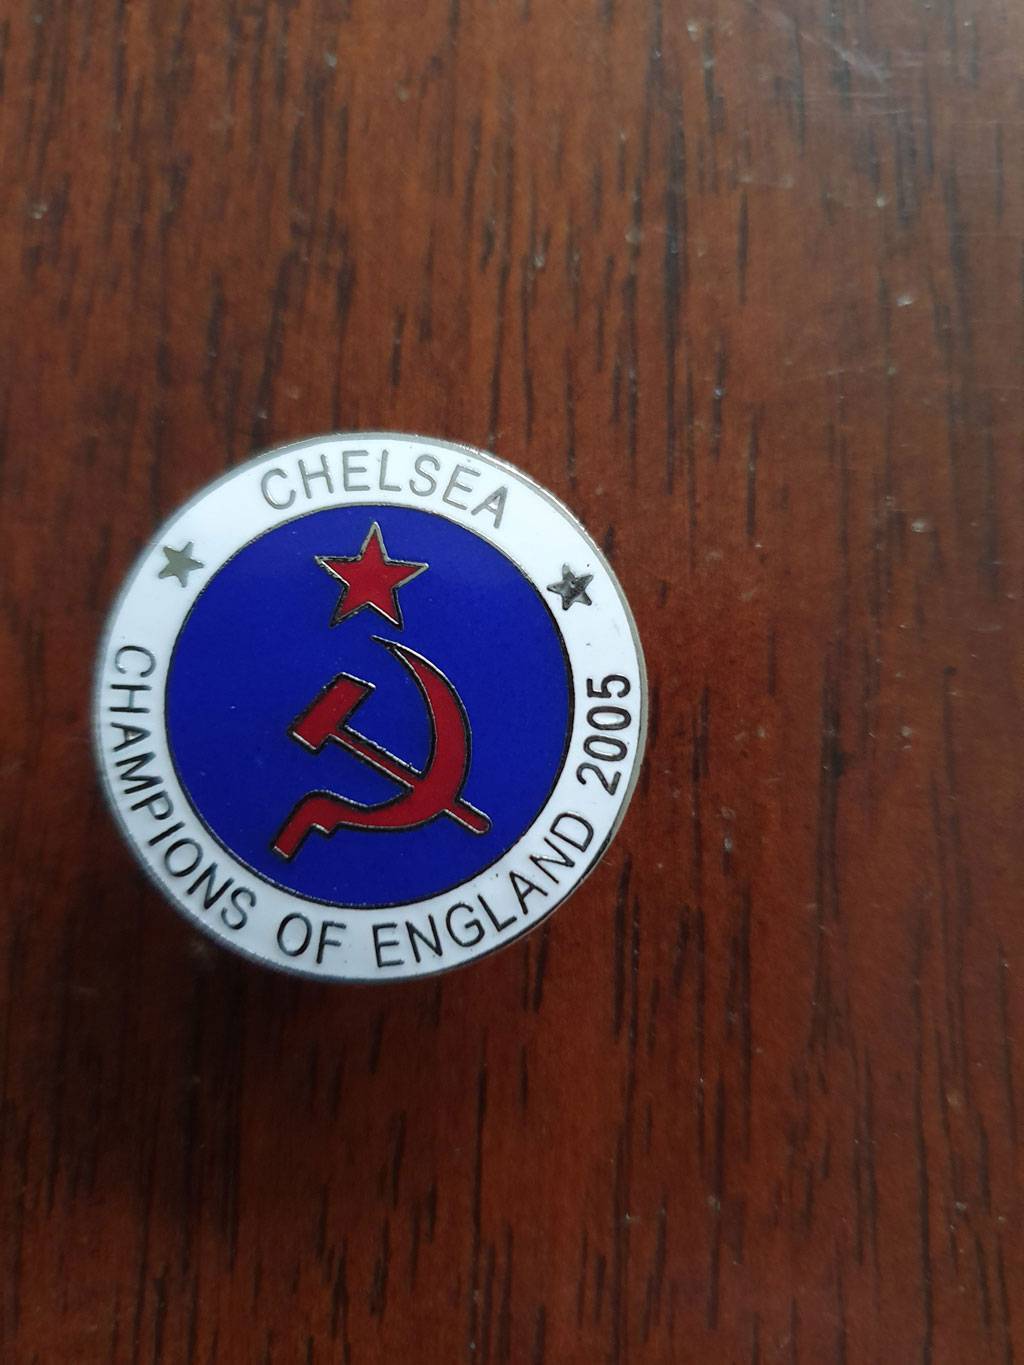 CHELSEA
CHAMPIONS OF ENGLAND 2005